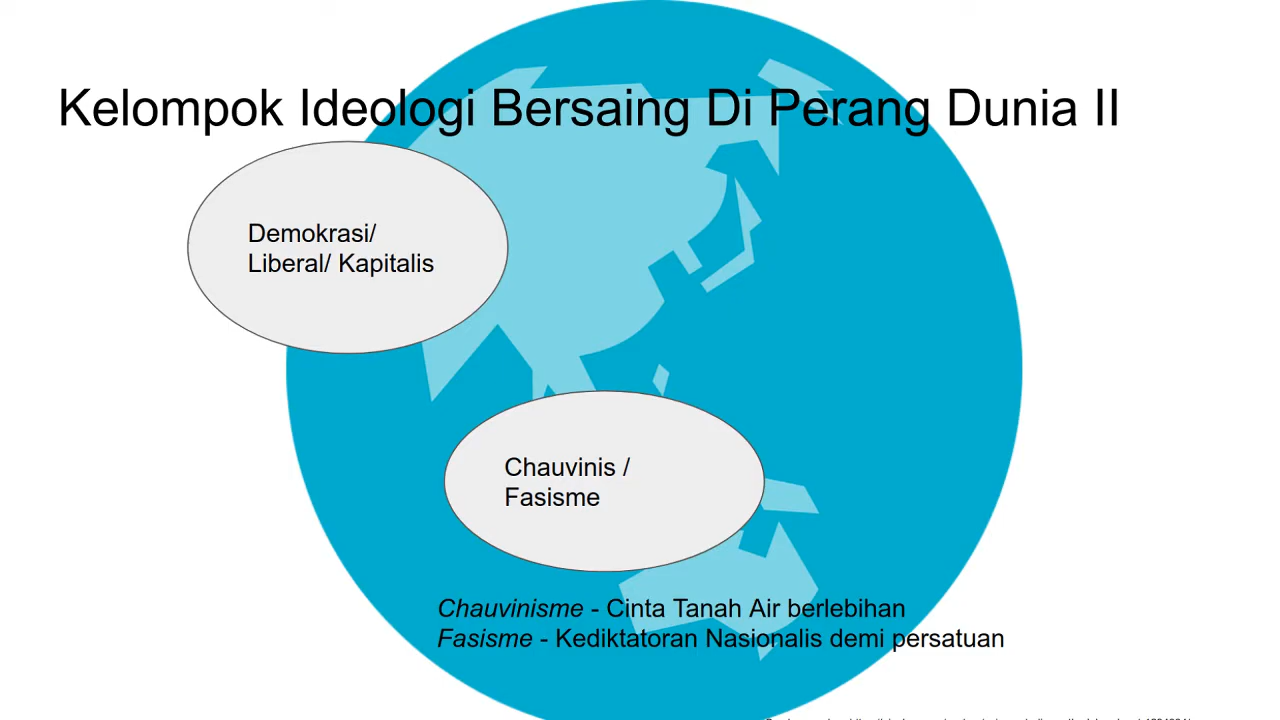 Kelompok Ideologi Bersaing Di Perang Dunia II
Demokrasi/
Liberal/ Kapitalis
Chauvinis /
Fasisme
Chauvinisme - Cinta Tanah Air berlebihan
Fasisme - Kediktatoran Nasionalis demi persatuan